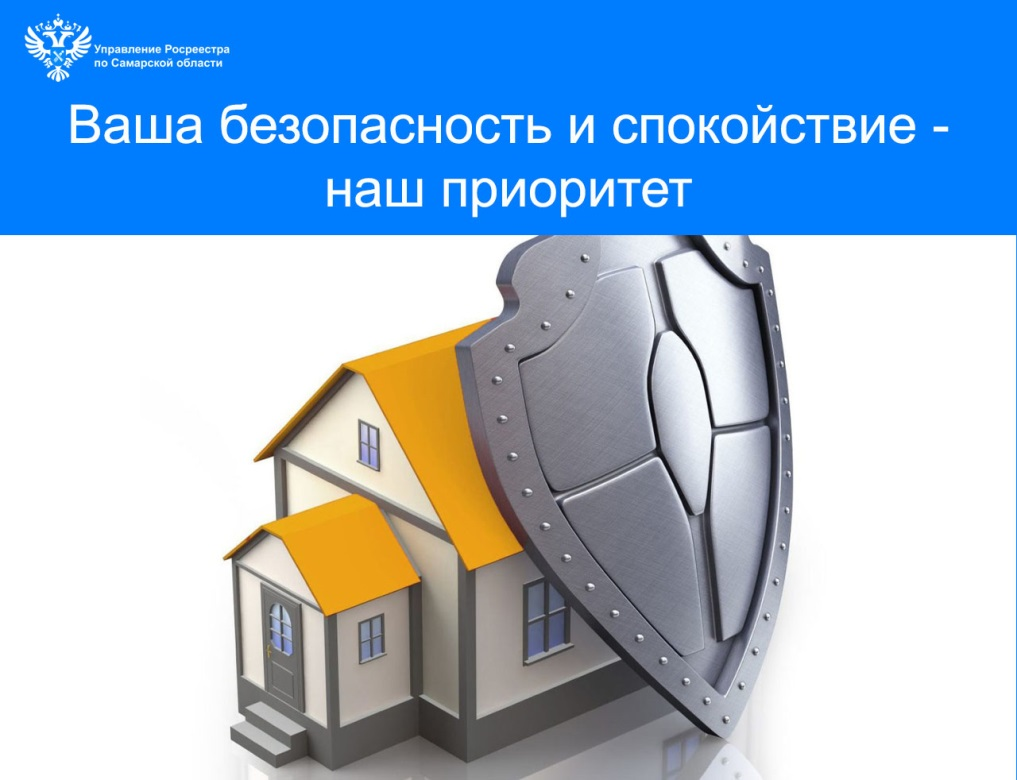 Управление Росреестра
по Самарской области
Ваша безопасность и спокойствие -
наш приоритет